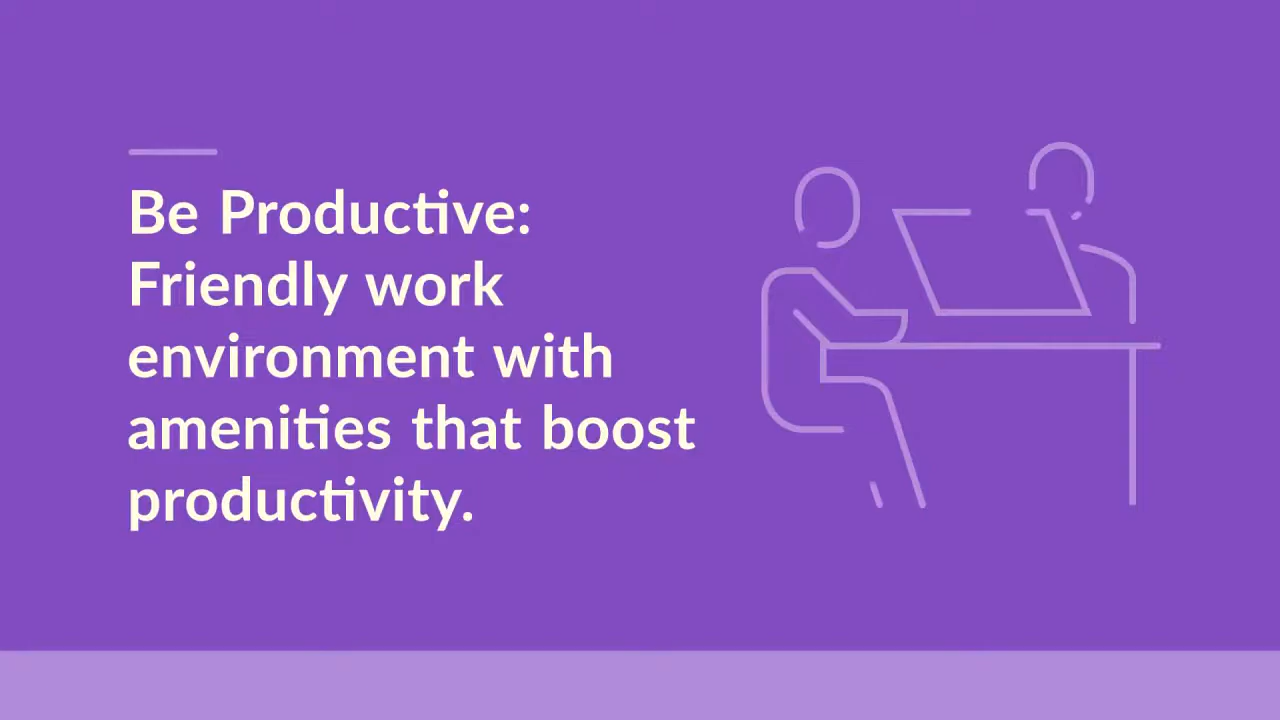 Be Productive:
Friendly work
environment with
amenities that boost
productivity.